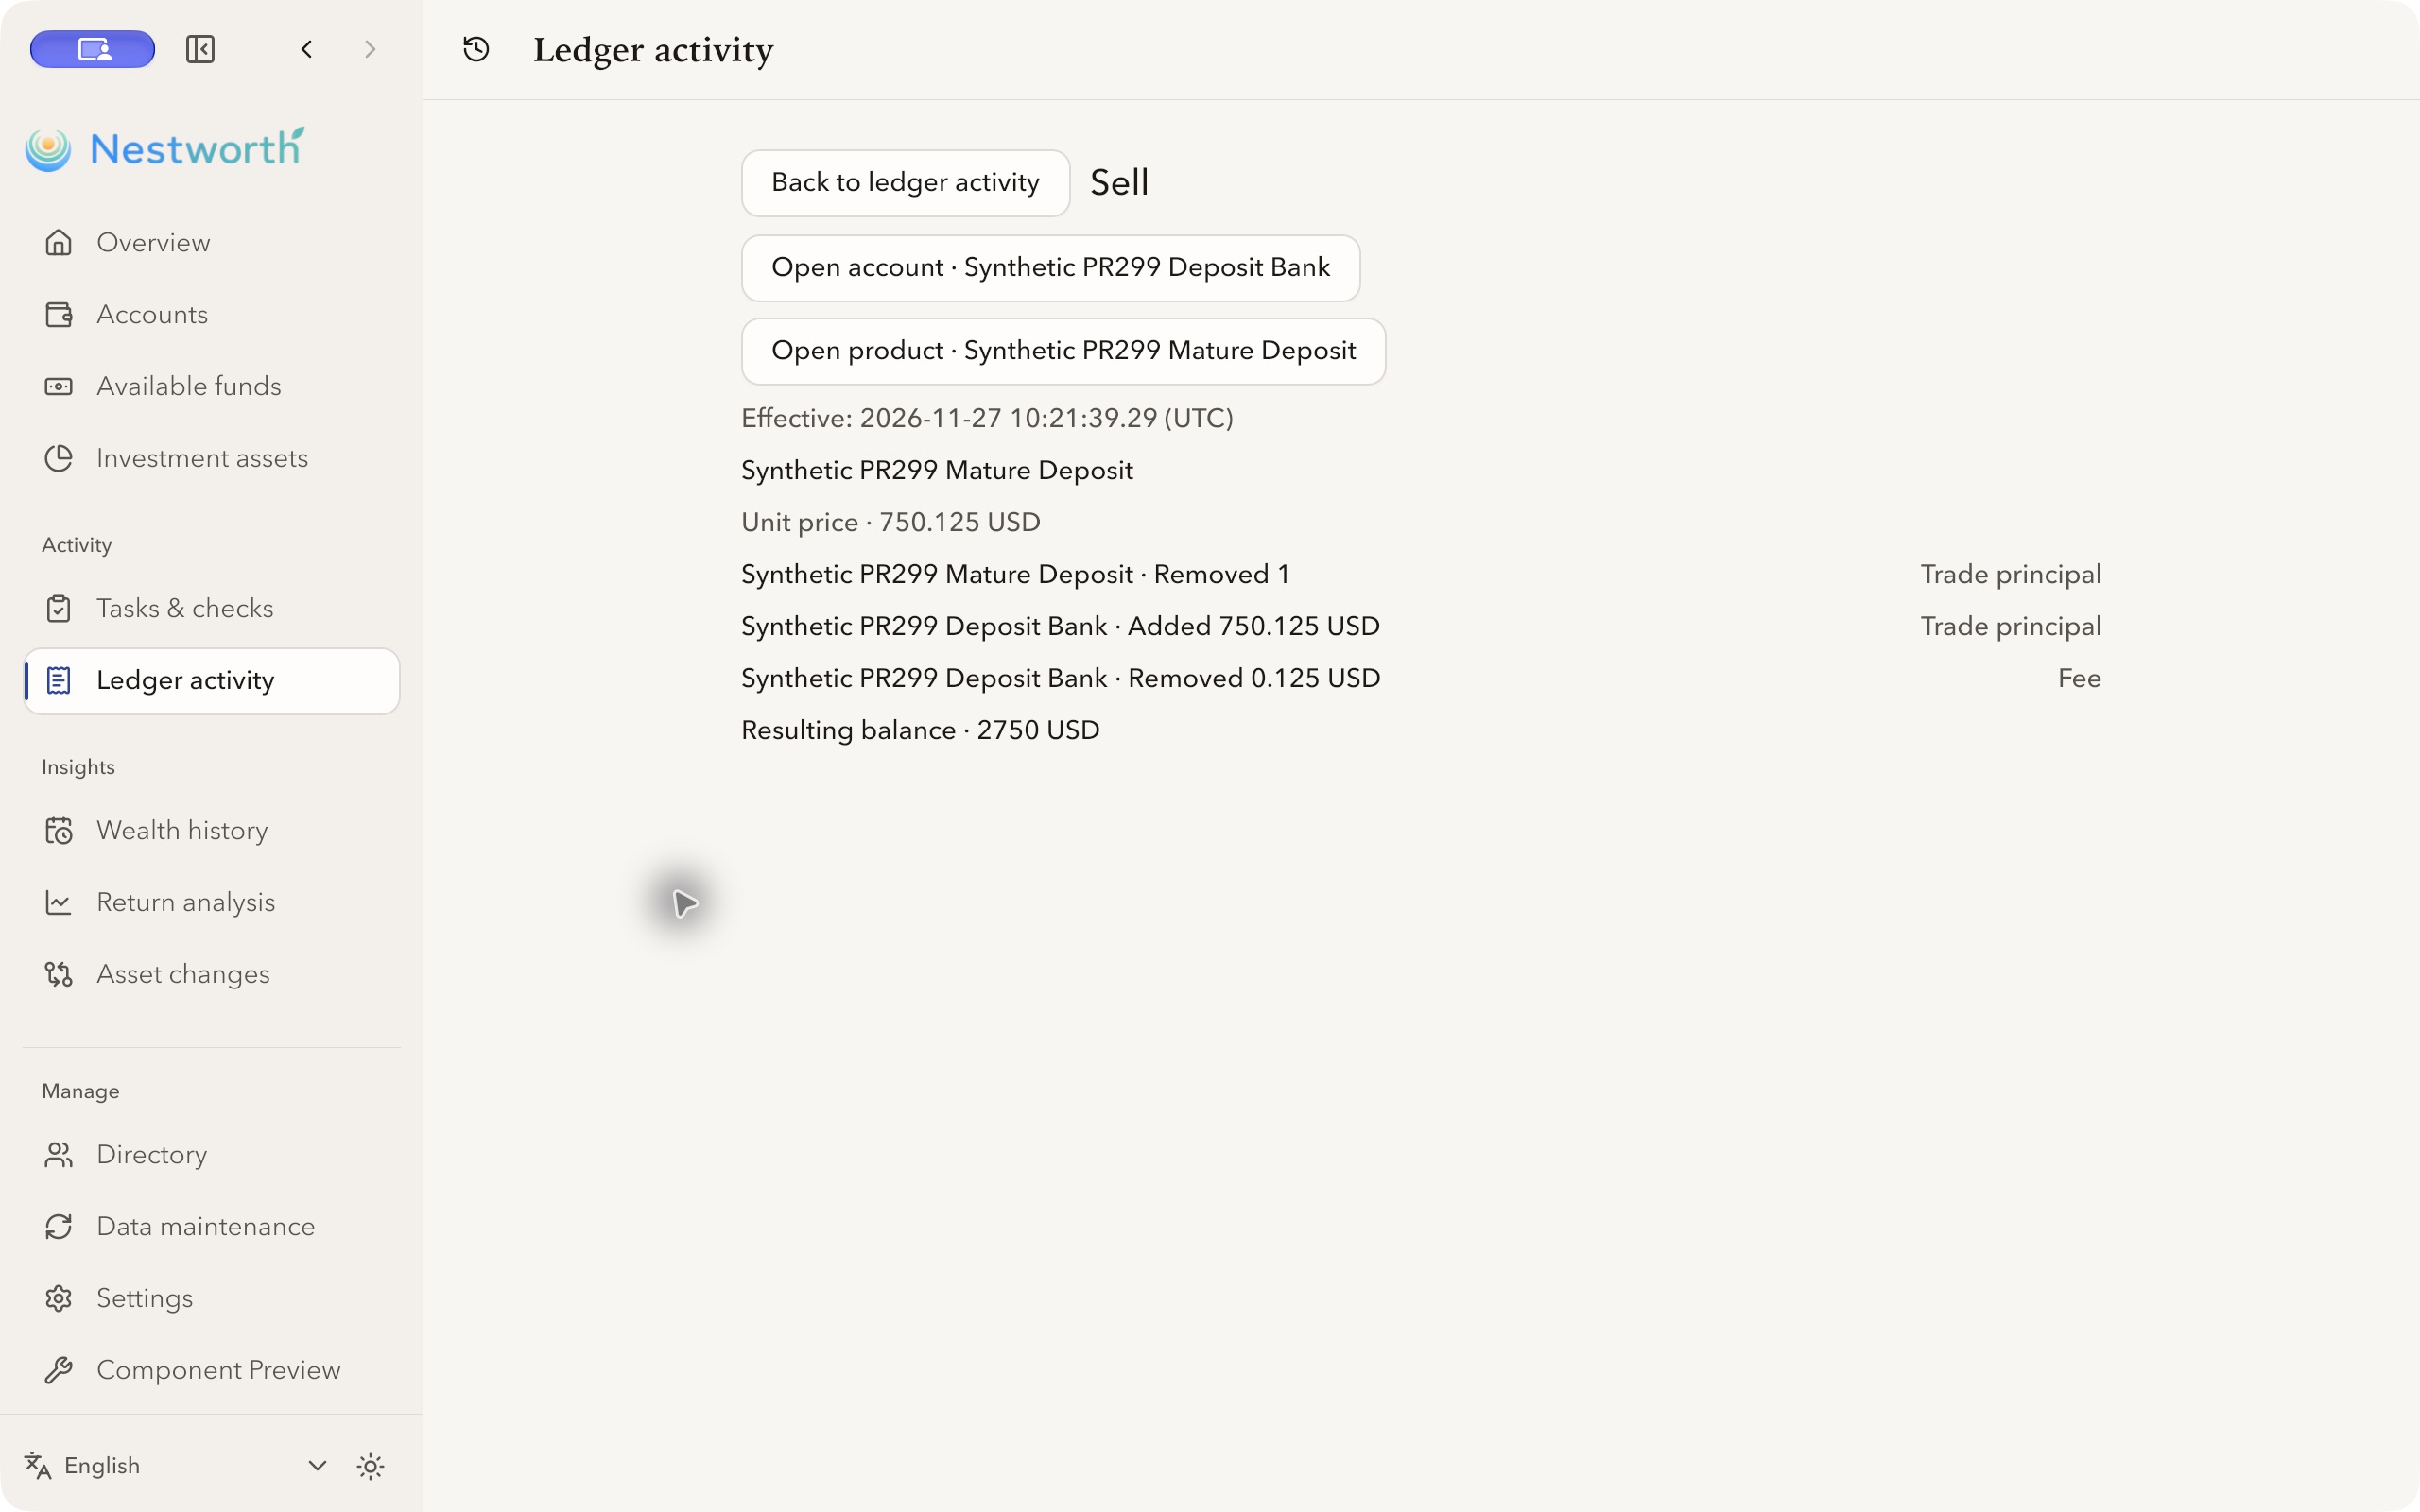 Ledger activity
Nestworth
Overview
Accounts
Available funds
Investment assets
Activity
Tasks & checks
Ledger activity
Insights
Wealth history
Return analysis
Asset changes
Manage
Directory
Data maintenance
Settings
Component Preview
English
Back to ledger activity Sell
Open account · Synthetic PR299 Deposit Bank
Open product · Synthetic PR299 Mature Deposit
Effective: 2026-11-27 10:21:39.29 (UTC)
Synthetic PR299 Mature Deposit
Unit price · 750.125 USD
Synthetic PR299 Mature Deposit · Removed 1 Trade principal
Synthetic PR299 Deposit Bank · Added 750.125 USD Trade principal
Synthetic PR299 Deposit Bank · Removed 0.125 USD Fee
Resulting balance · 2750 USD